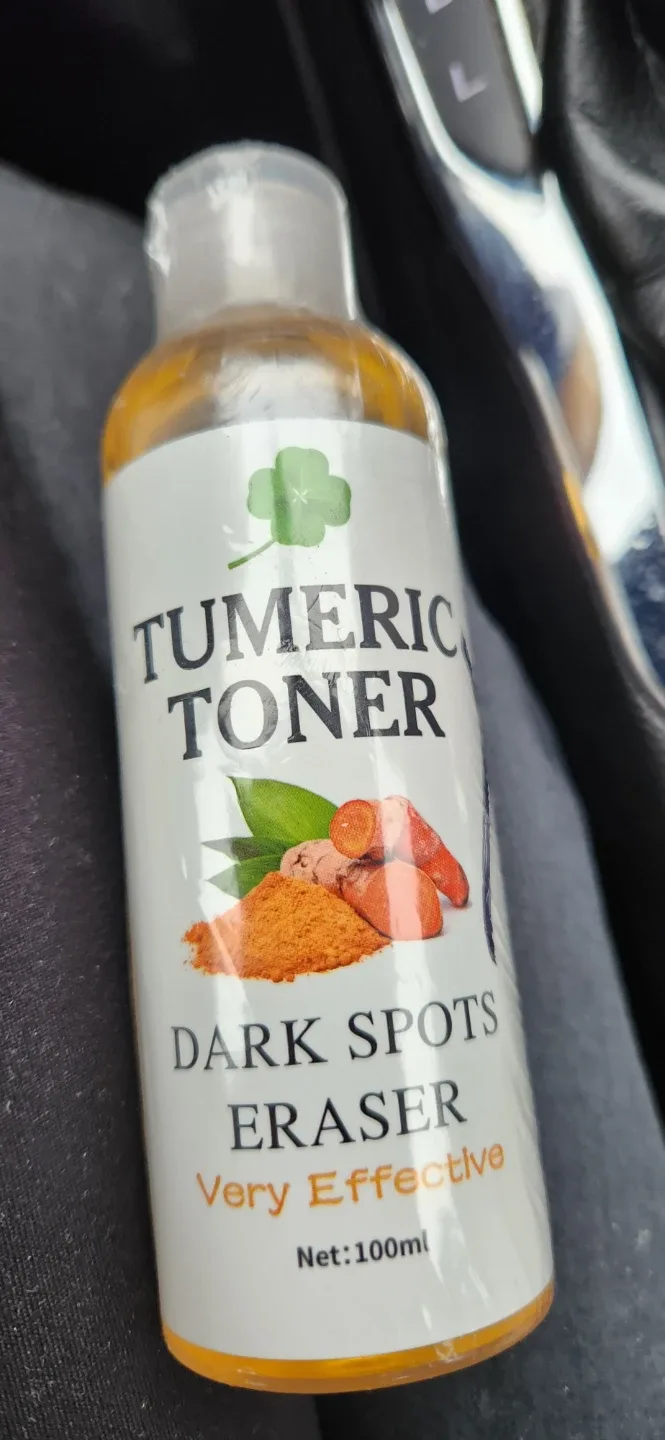 TUMERIC
TONER
DARK SPOTS
ERASER
Very Effective
Net:100ml